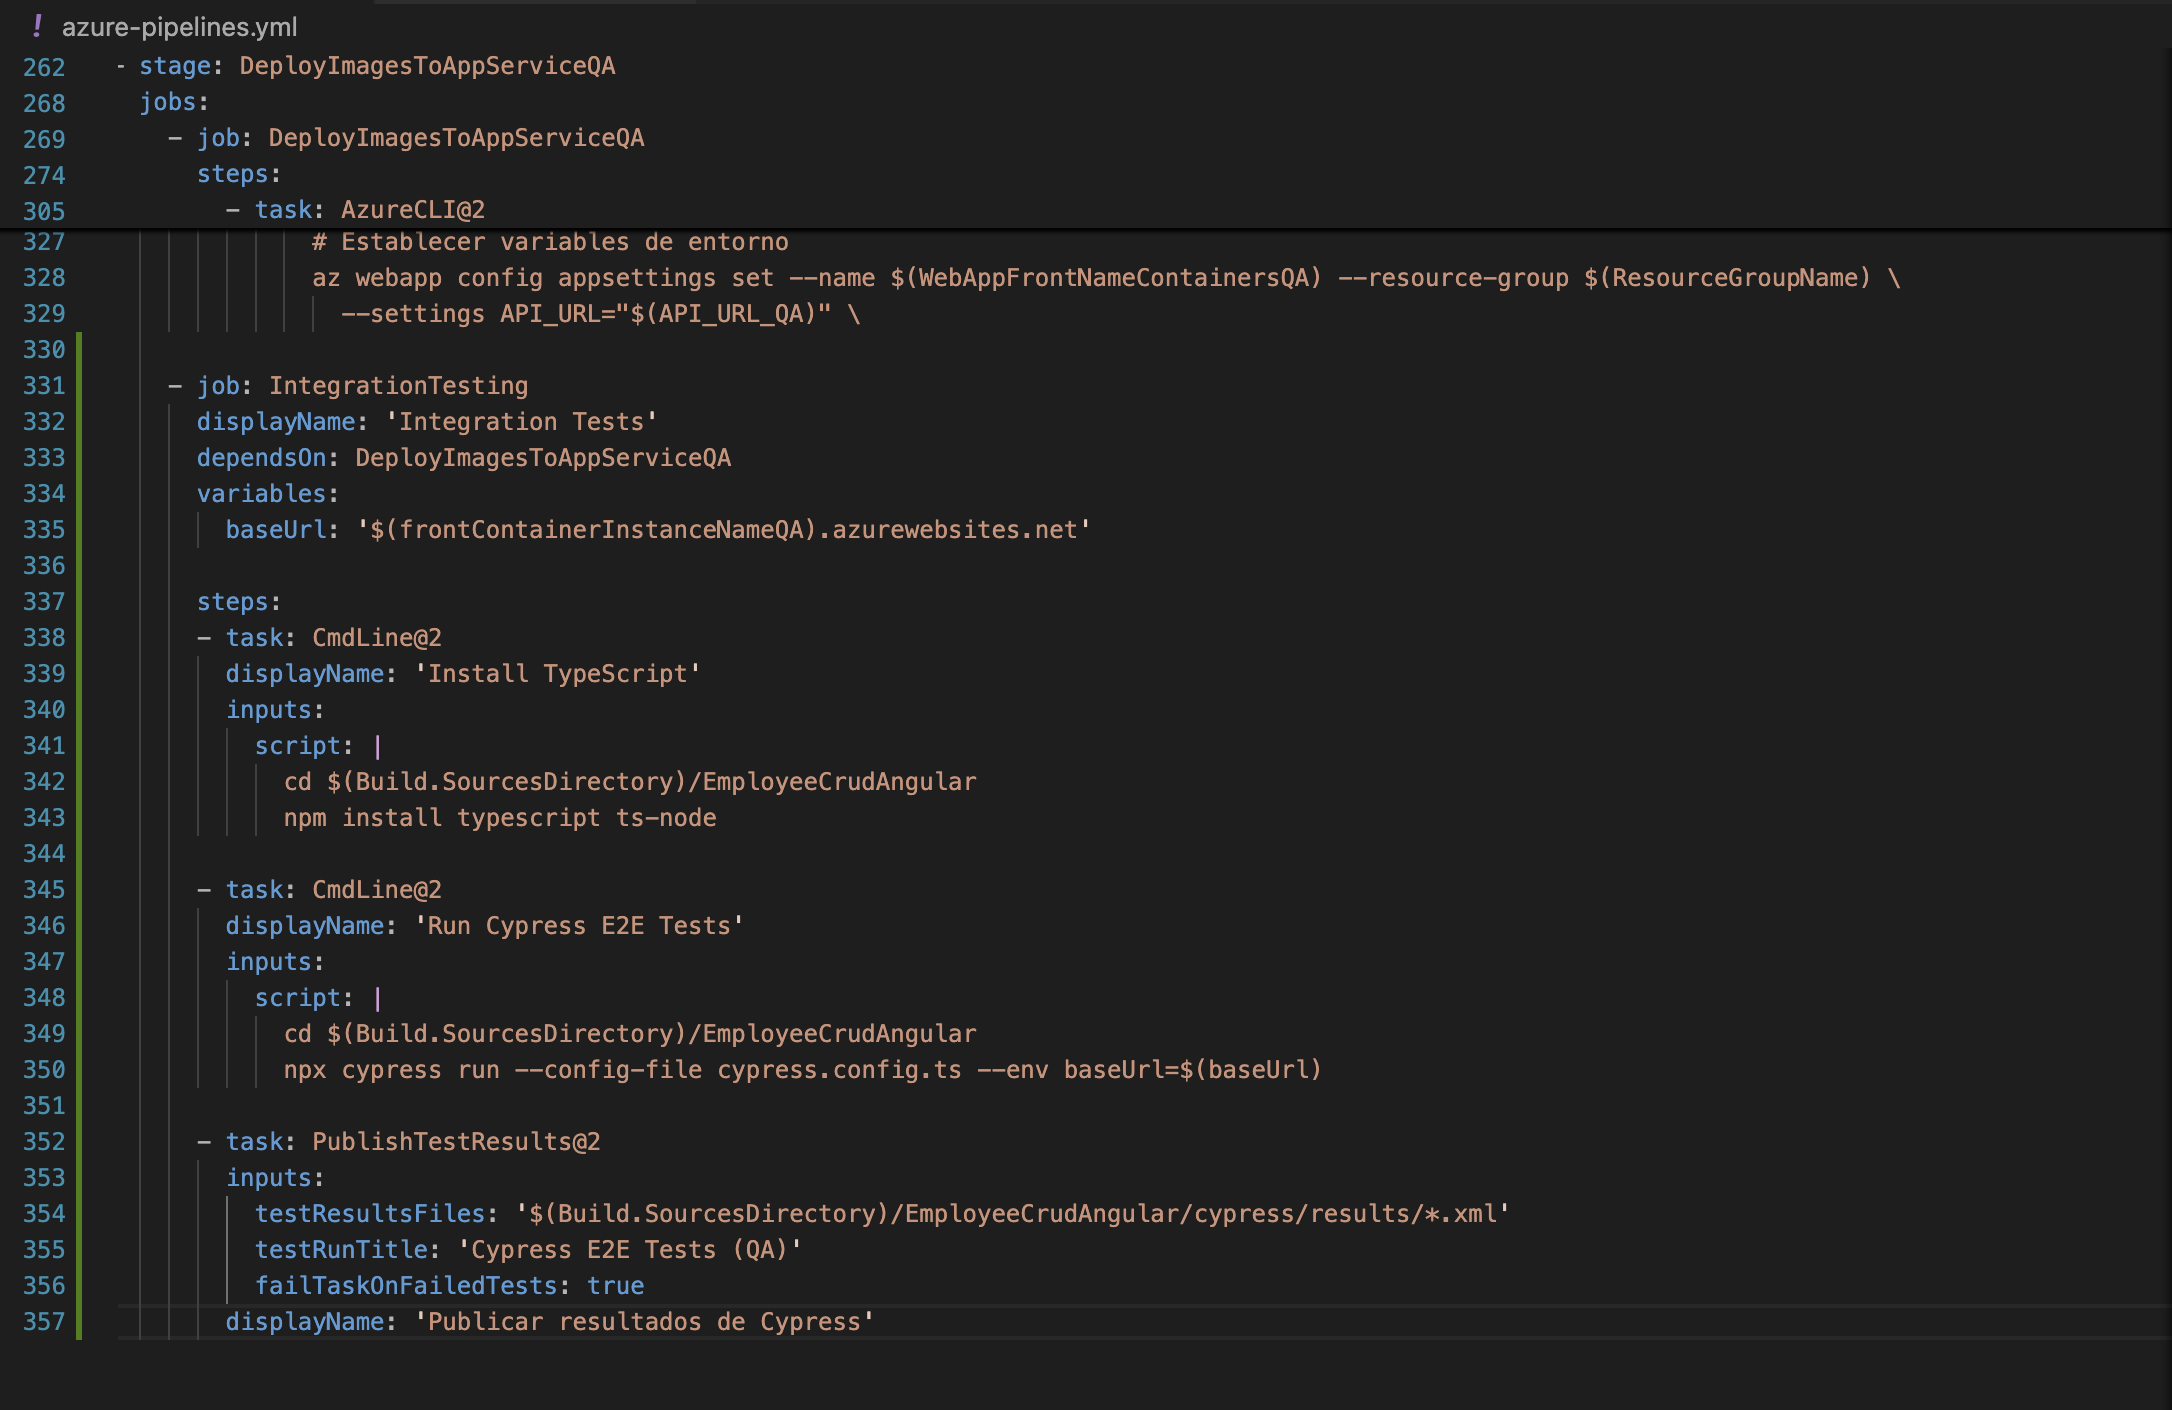 ! azure-pipelines.yml
262 - stage: DeployImagesToAppServiceQA
268 jobs:
269 - job: DeployImagesToAppServiceQA
274 steps:
305 - task: AzureCLI@2
327 # Establecer variables de entorno
328 az webapp config appsettings set --name $(WebAppFrontNameContainersQA) --resource-group $(ResourceGroupName) \
329 --settings API_URL="$(API_URL_QA)" \
330
331 - job: IntegrationTesting
332 displayName: 'Integration Tests'
333 dependsOn: DeployImagesToAppServiceQA
334 variables:
335 baseUrl: '$(frontContainerInstanceNameQA).azurewebsites.net'
336
337 steps:
338 - task: CmdLine@2
339 displayName: 'Install TypeScript'
340 inputs:
341 script: |
342 cd $(Build.SourcesDirectory)/EmployeeCrudAngular
343 npm install typescript ts-node
344
345 - task: CmdLine@2
346 displayName: 'Run Cypress E2E Tests'
347 inputs:
348 script: |
349 cd $(Build.SourcesDirectory)/EmployeeCrudAngular
350 npx cypress run --config-file cypress.config.ts --env baseUrl=$(baseUrl)
351
352 - task: PublishTestResults@2
353 inputs:
354 testResultsFiles: '$(Build.SourcesDirectory)/EmployeeCrudAngular/cypress/results/*.xml'
355 testRunTitle: 'Cypress E2E Tests (QA)'
356 failTaskOnFailedTests: true
357 displayName: 'Publicar resultados de Cypress'